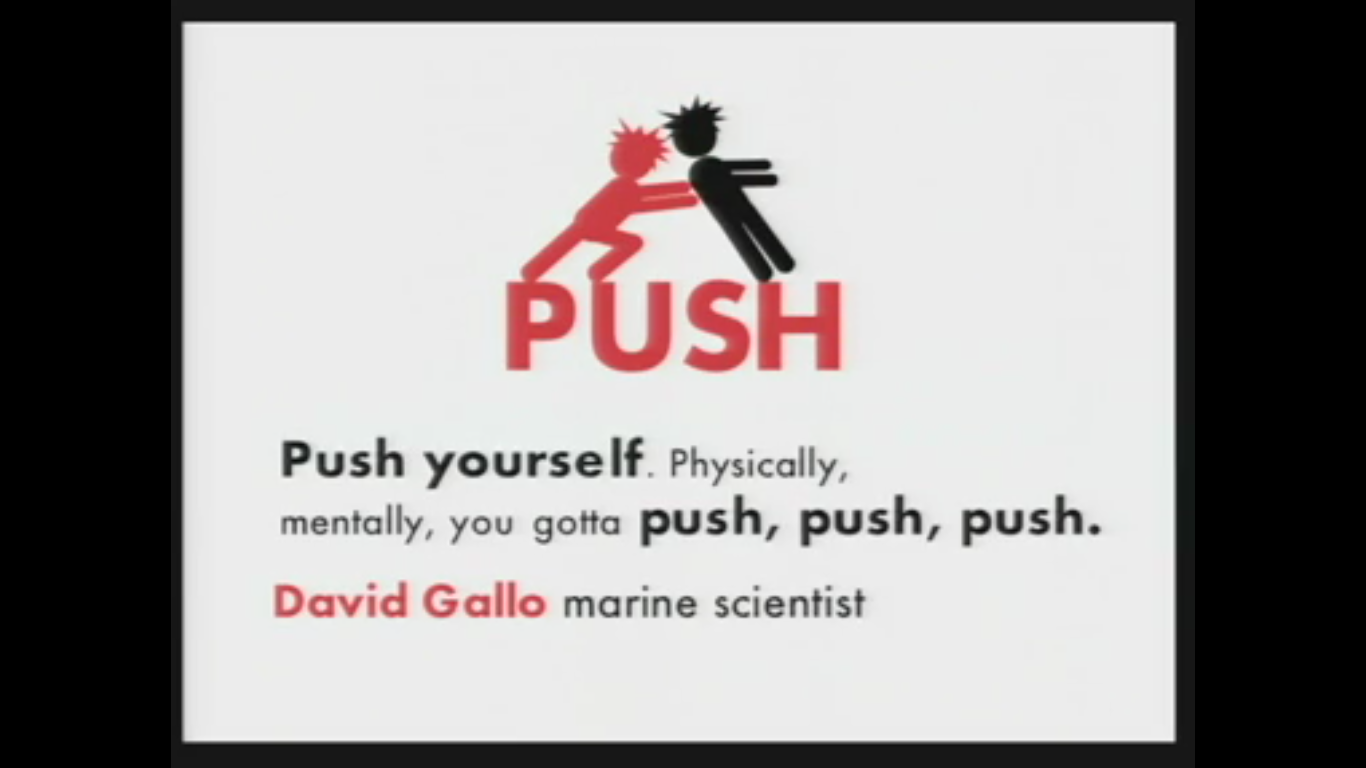 PUSH
Push yourself. Physically,
mentally, you gotta push, push, push.
David Gallo marine scientist